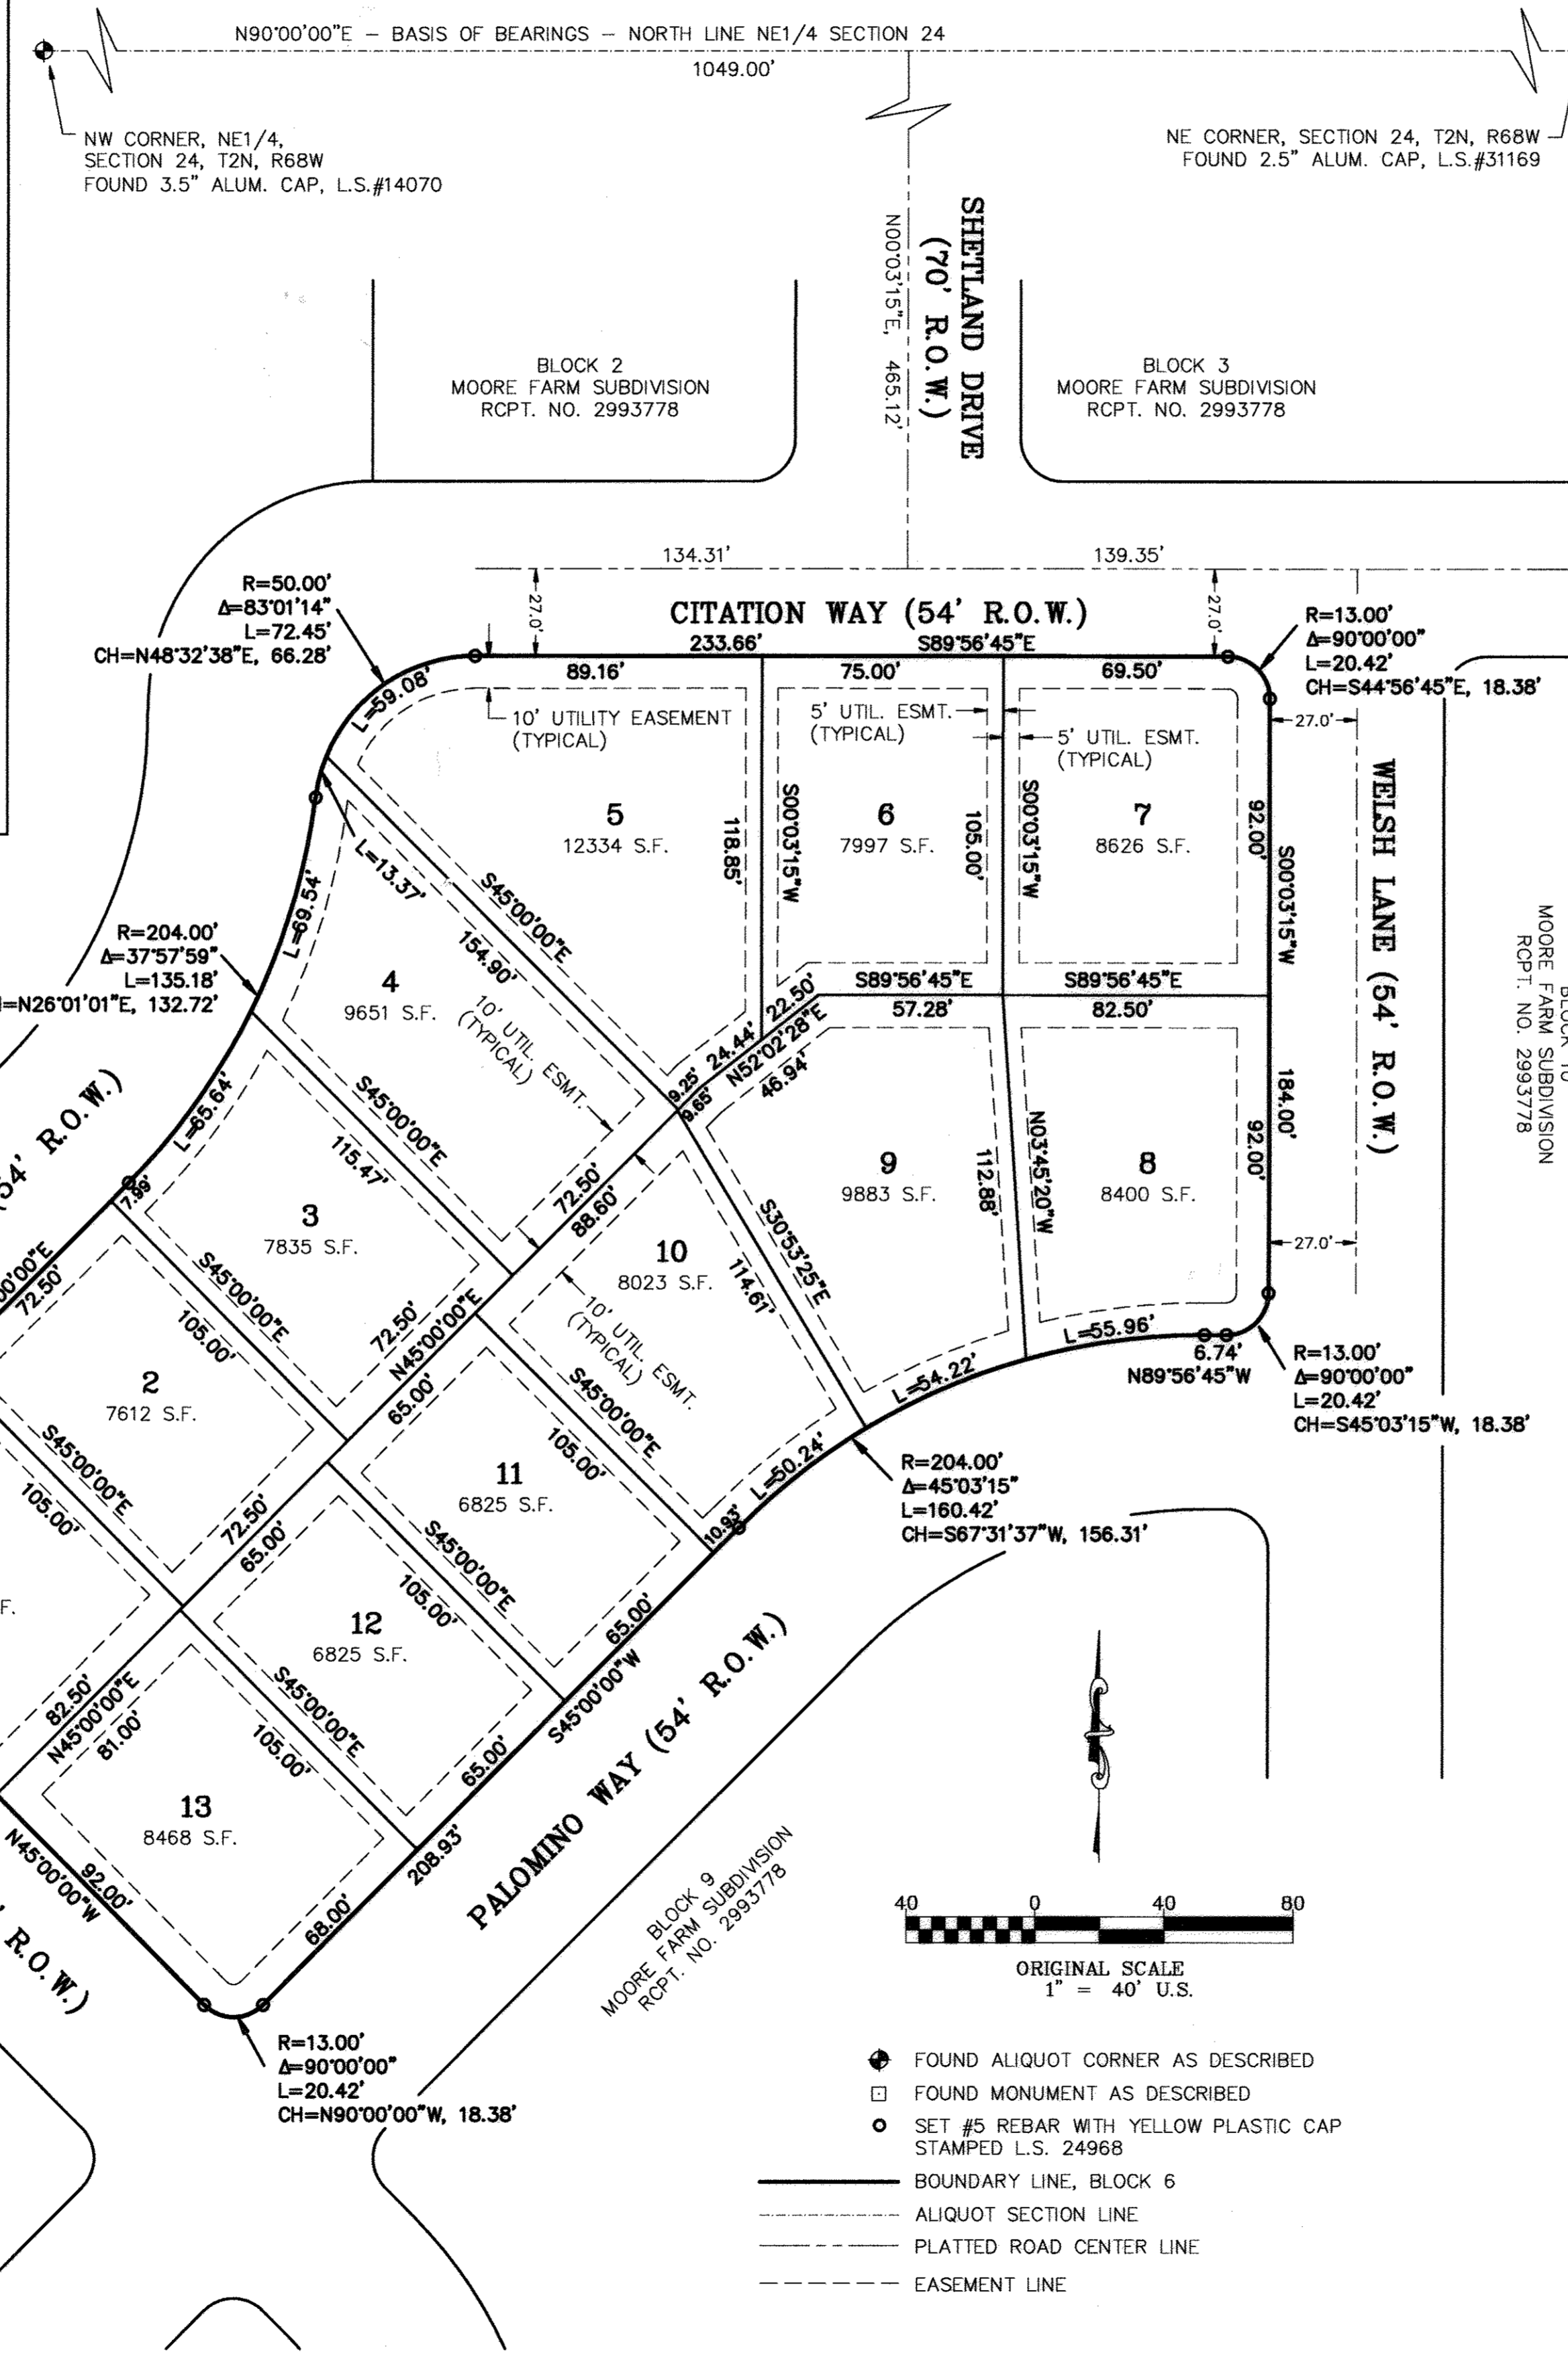 N90°00'00"E – BASIS OF BEARINGS – NORTH LINE NE1/4 SECTION 24
1049.00'
NW CORNER, NE1/4,
SECTION 24, T2N, R68W
FOUND 3.5" ALUM. CAP, L.S.#14070
NE CORNER, SECTION 24, T2N, R68W
FOUND 2.5" ALUM. CAP, L.S.#31169
SHETLAND DRIVE
(70' R.O.W.)
N00°03'15"E, 465.12'
BLOCK 2
MOORE FARM SUBDIVISION
RCPT. NO. 2993778
BLOCK 3
MOORE FARM SUBDIVISION
RCPT. NO. 2993778
134.31'
139.35'
R=50.00'
Δ=83°01'14"
L=72.45'
CH=N48°32'38"E, 66.28'
27.0'
27.0'
CITATION WAY (54' R.O.W.)
233.66'
S89°56'45"E
R=13.00'
Δ=90°00'00"
L=20.42'
CH=S44°56'45"E, 18.38'
89.16'
75.00'
69.50'
L=59.08'
10' UTILITY EASEMENT
(TYPICAL)
5' UTIL. ESMT.
(TYPICAL)
5' UTIL. ESMT.
(TYPICAL)
27.0'
5
12334 S.F.
118.85'
S00°03'15"W
6
7997 S.F.
105.00'
S00°03'15"W
7
8626 S.F.
92.00'
S00°03'15"W
WELSH LANE (54' R.O.W.)
BLOCK 10
MOORE FARM SUBDIVISION
RCPT. NO. 2993778
L=13.37'
S45°00'00"E
154.90'
L=69.54'
R=204.00'
Δ=37°57'59"
L=135.18'
=N26°01'01"E, 132.72'
4
9651 S.F.
10' UTIL. ESMT.
(TYPICAL)
S89°56'45"E
57.28'
S89°56'45"E
82.50'
22.50'
24.44'
N52°02'28"E
46.94'
9.25'
9.65'
184.00'
54' R.O.W.)
L=65.64'
S45°00'00"E
115.47'
7.99'
3
7835 S.F.
72.50'
88.60'
10
8023 S.F.
S30°53'25"E
114.61'
9
9883 S.F.
112.88'
N03°45'20"W
8
8400 S.F.
92.00'
27.0'
00'00"E
72.50'
S45°00'00"E
105.00'
72.50'
N45°00'00"E
65.00'
10' UTIL. ESMT.
(TYPICAL)
S45°00'00"E
105.00'
L=54.22'
L=55.96'
6.74'
N89°56'45"W
R=13.00'
Δ=90°00'00"
L=20.42'
CH=S45°03'15"W, 18.38'
2
7612 S.F.
S45°00'00"E
105.00'
11
6825 S.F.
L=50.24'
10.93'
R=204.00'
Δ=45°03'15"
L=160.42'
CH=S67°31'37"W, 156.31'
72.50'
65.00'
S45°00'00"E
105.00'
F.
12
6825 S.F.
65.00'
S45°00'00"W
82.50'
N45°00'00"E
81.00'
S45°00'00"E
105.00'
65.00'
208.93'
PALOMINO WAY (54' R.O.W.)
13
8468 S.F.
N45°00'00"W
92.00'
68.00'
R.O.W.)
BLOCK 9
MOORE FARM SUBDIVISION
RCPT. NO. 2993778
40 0 40 80
ORIGINAL SCALE
1" = 40' U.S.
R=13.00'
Δ=90°00'00"
L=20.42'
CH=N90°00'00"W, 18.38'
FOUND ALIQUOT CORNER AS DESCRIBED
FOUND MONUMENT AS DESCRIBED
SET #5 REBAR WITH YELLOW PLASTIC CAP
STAMPED L.S. 24968
BOUNDARY LINE, BLOCK 6
ALIQUOT SECTION LINE
PLATTED ROAD CENTER LINE
EASEMENT LINE